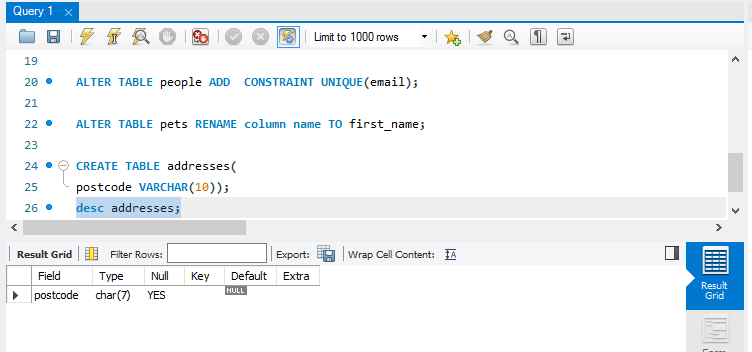 Query 1
Limit to 1000 rows
19
20 ALTER TABLE people ADD  CONSTRAINT UNIQUE(email);
21
22 ALTER TABLE pets RENAME column name TO first_name;
23
24 CREATE TABLE addresses(
25 postcode VARCHAR(10));
26 desc addresses;
Result Grid Filter Rows: Export: Wrap Cell Content: IA
Field Type Null Key Default Extra
postcode char(7) YES NULL
Result
Grid